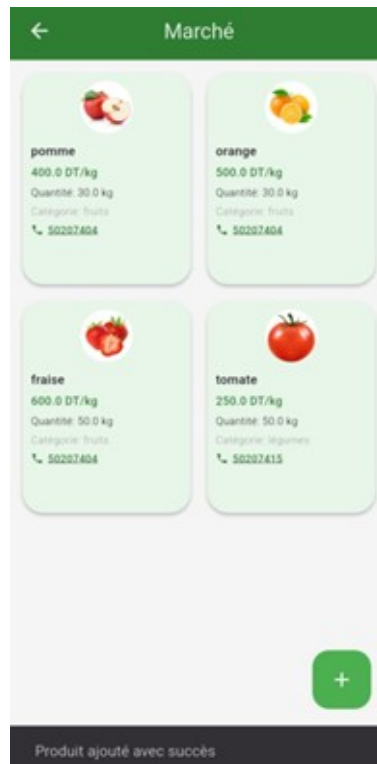 Marché
pomme
400.0 DT/kg
Quantité: 30.0 kg
Catégorie: fruits
50207404
orange
500.0 DT/kg
Quantité: 30.0 kg
Catégorie: fruits
50207404
fraise
600.0 DT/kg
Quantité: 50.0 kg
Catégorie: fruits
50207404
tomate
250.0 DT/kg
Quantité: 50.0 kg
Catégorie: légumes
50207415
+
Produit ajouté avec succès